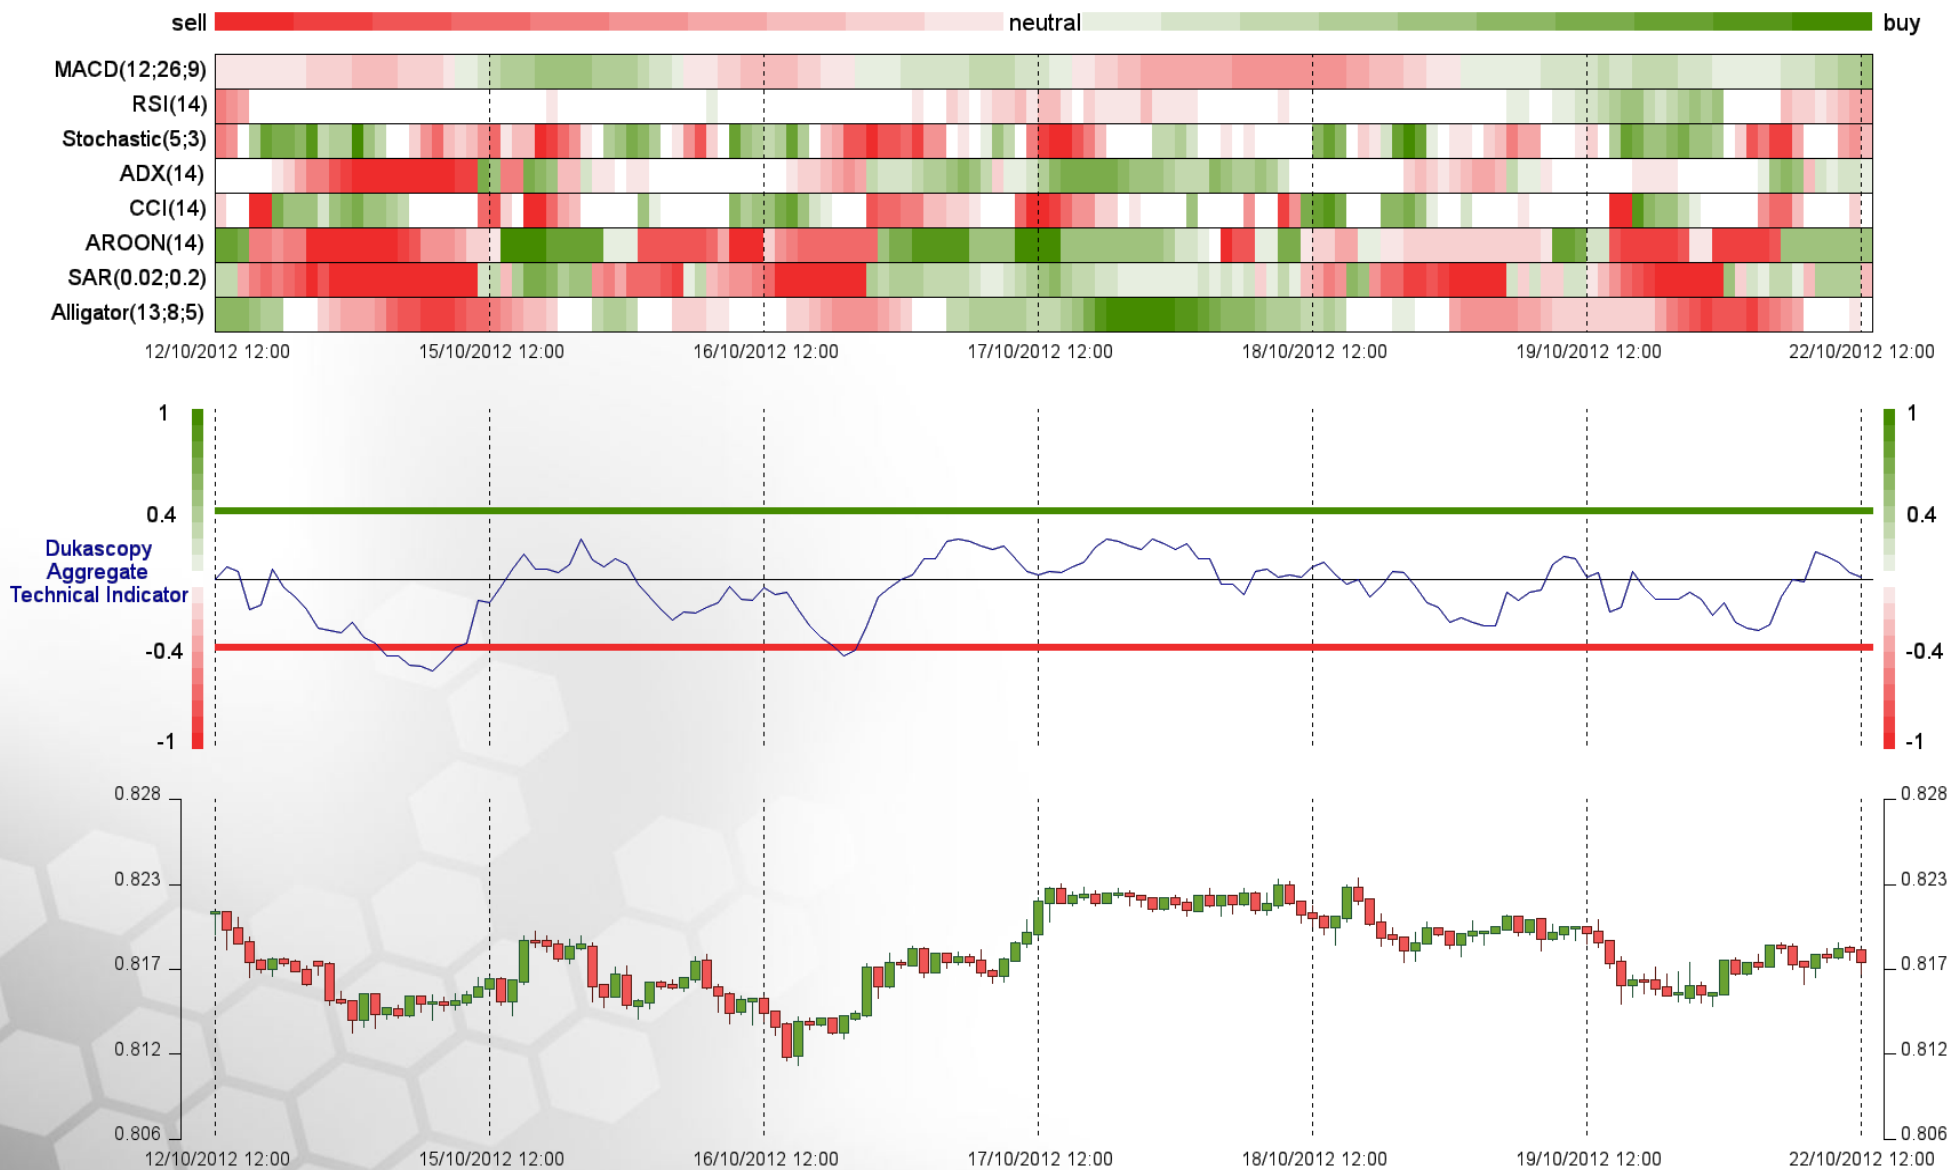 sell neutral buy
MACD(12;26;9)
RSI(14)
Stochastic(5;3)
ADX(14)
CCI(14)
AROON(14)
SAR(0.02;0.2)
Alligator(13;8;5)
12/10/2012 12:00 15/10/2012 12:00 16/10/2012 12:00 17/10/2012 12:00 18/10/2012 12:00 19/10/2012 12:00 22/10/2012 12:00
1 1
0.4 0.4
Dukascopy
Aggregate
Technical Indicator
-0.4 -0.4
-1 -1
0.828 0.828
0.823 0.823
0.817 0.817
0.812 0.812
0.806 0.806
12/10/2012 12:00 15/10/2012 12:00 16/10/2012 12:00 17/10/2012 12:00 18/10/2012 12:00 19/10/2012 12:00 22/10/2012 12:00